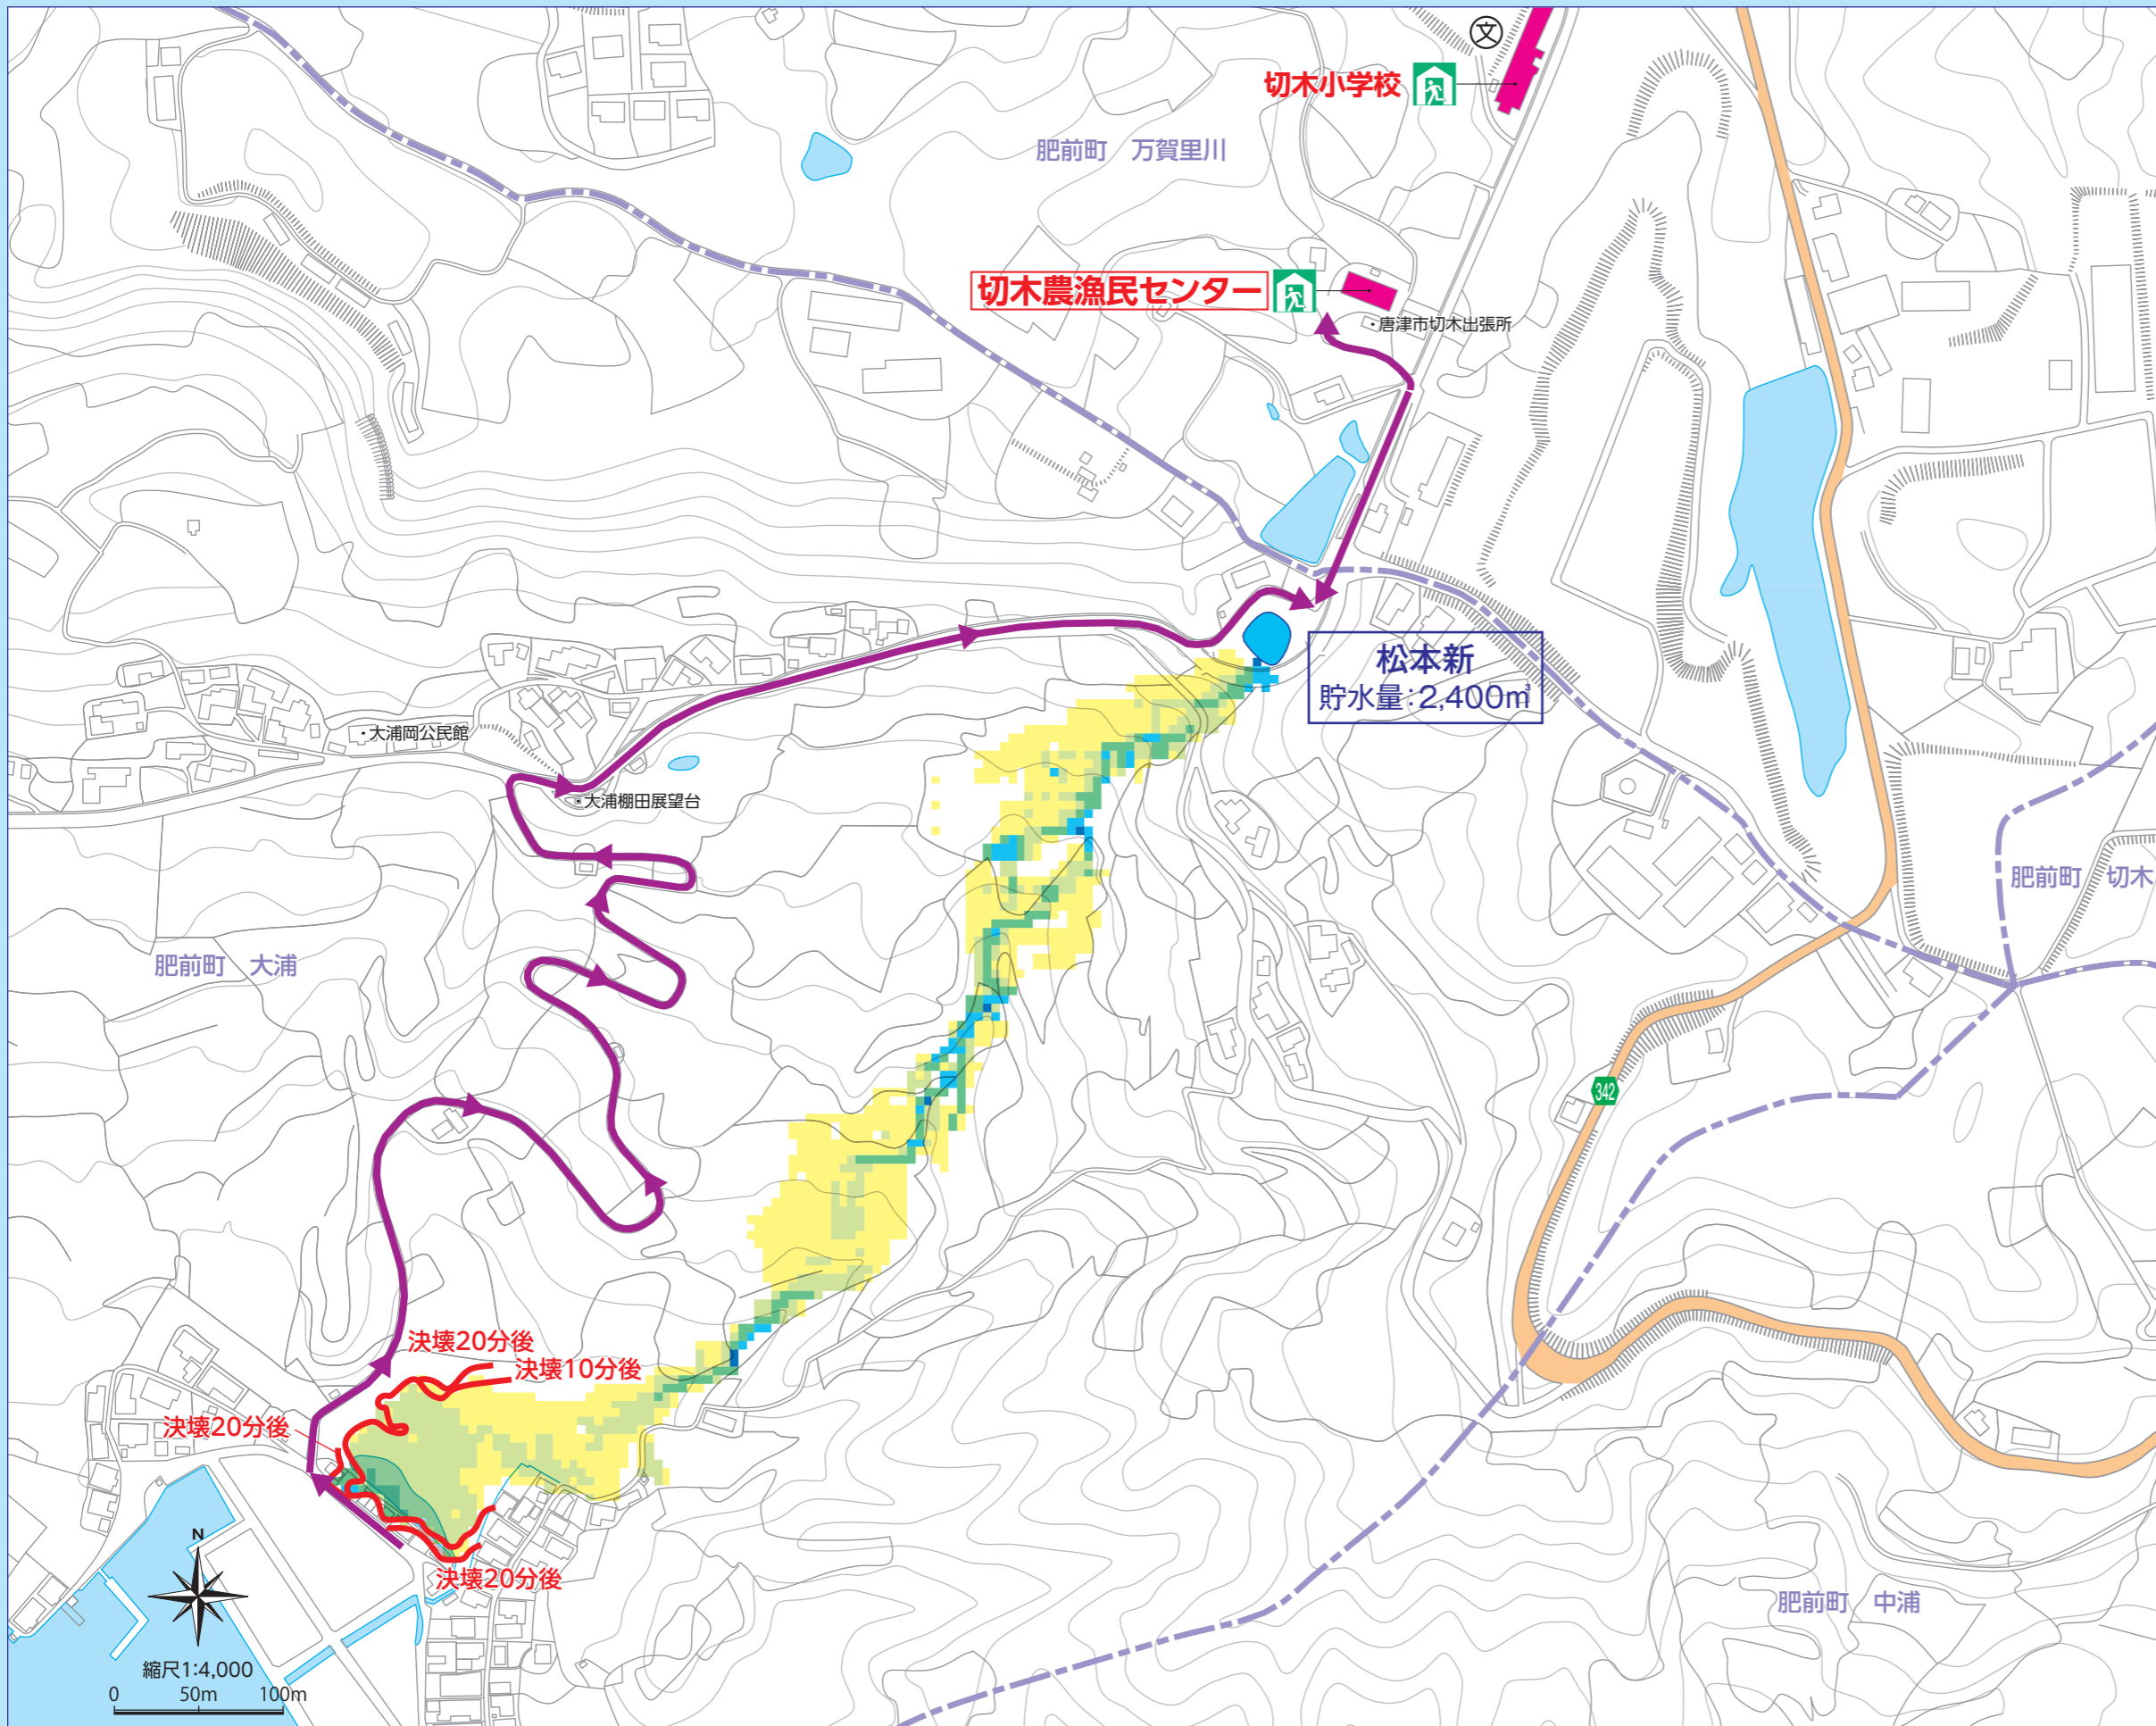 文
切木小学校
肥前町 万賀里川
切木農漁民センター
・唐津市切木出張所
松本新
貯水量:2,400㎥
・大浦岡公民館
大浦棚田展望台
肥前町 切木
肥前町 大浦
342
決壊20分後
決壊10分後
決壊20分後
決壊20分後
肥前町 中浦
N
縮尺1:4,000
0 50m 100m